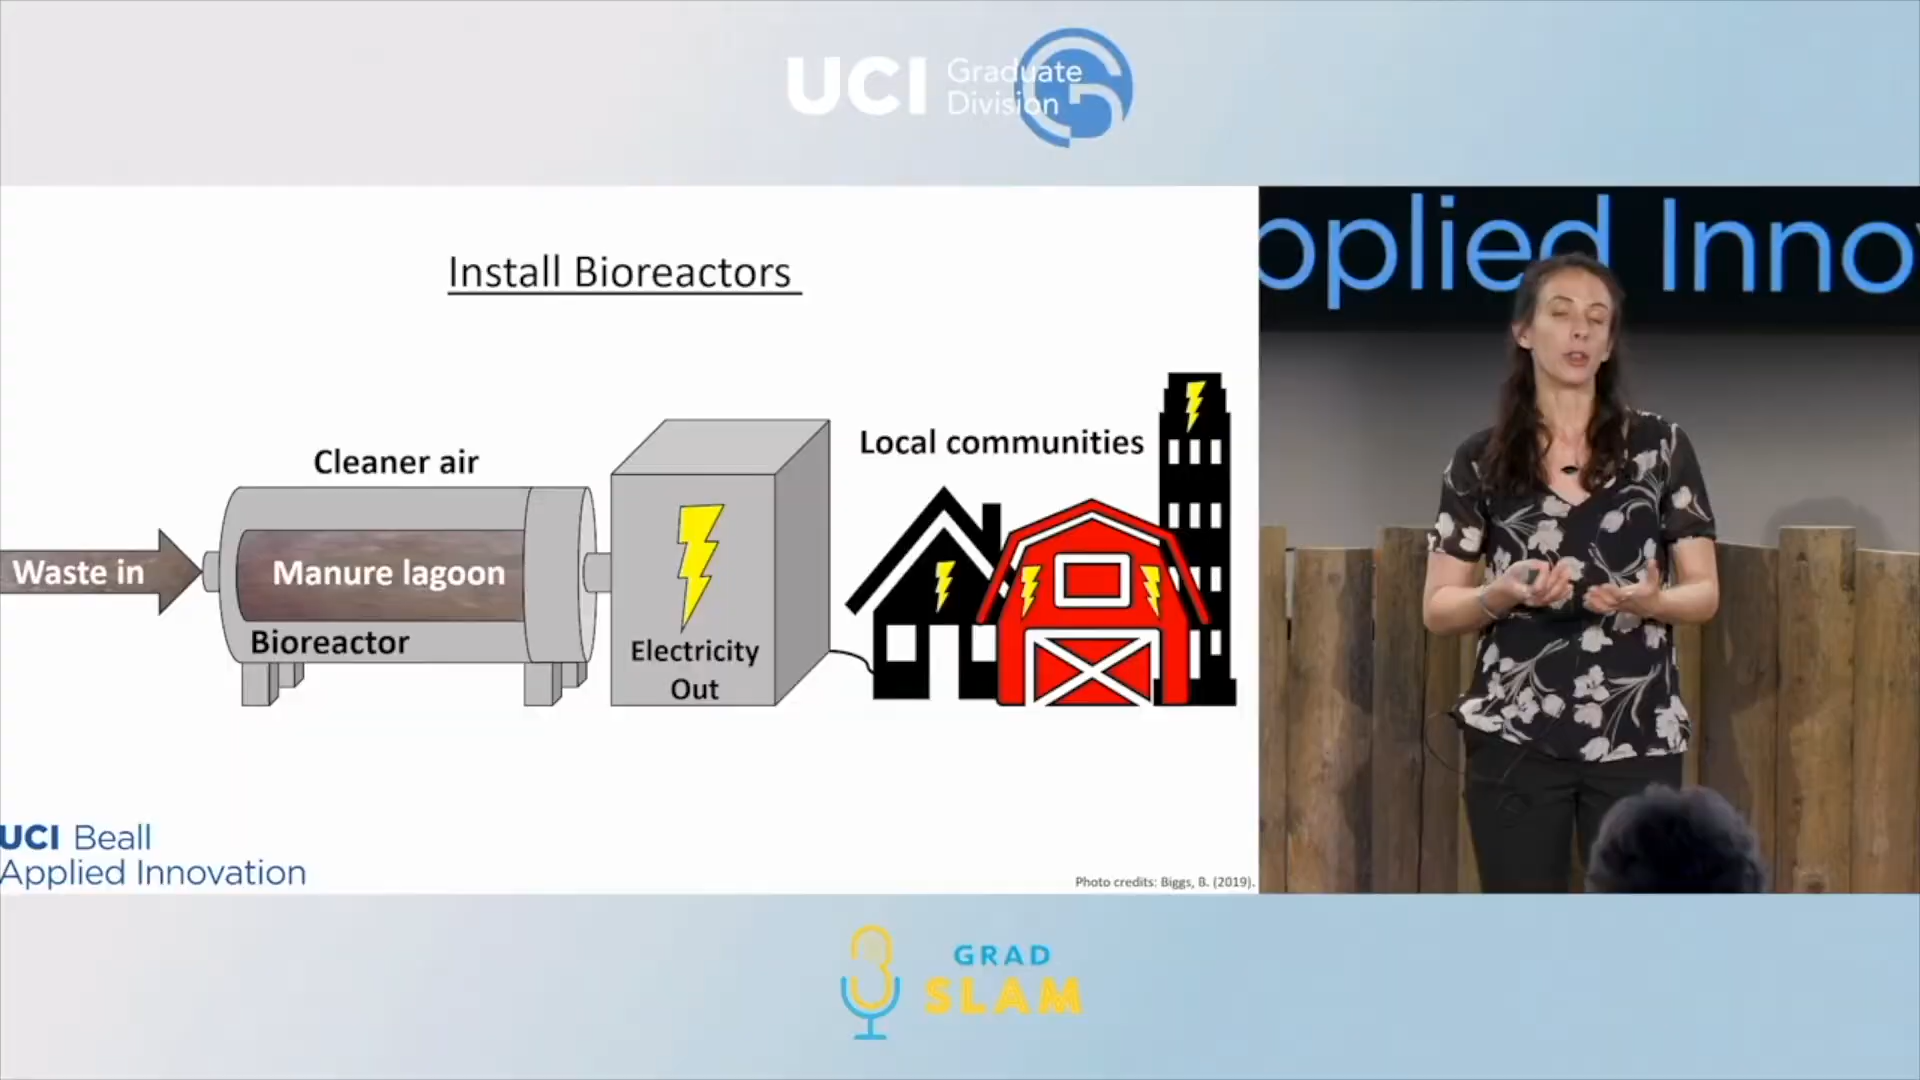 UCI Graduate
Division
Install Bioreactors
Cleaner air
Waste in
Manure lagoon
Bioreactor
Electricity
Out
Local communities
UCI Beall
Applied Innovation
Photo credits: Biggs, B. (2019).
pplied Inno
GRAD
SLAM